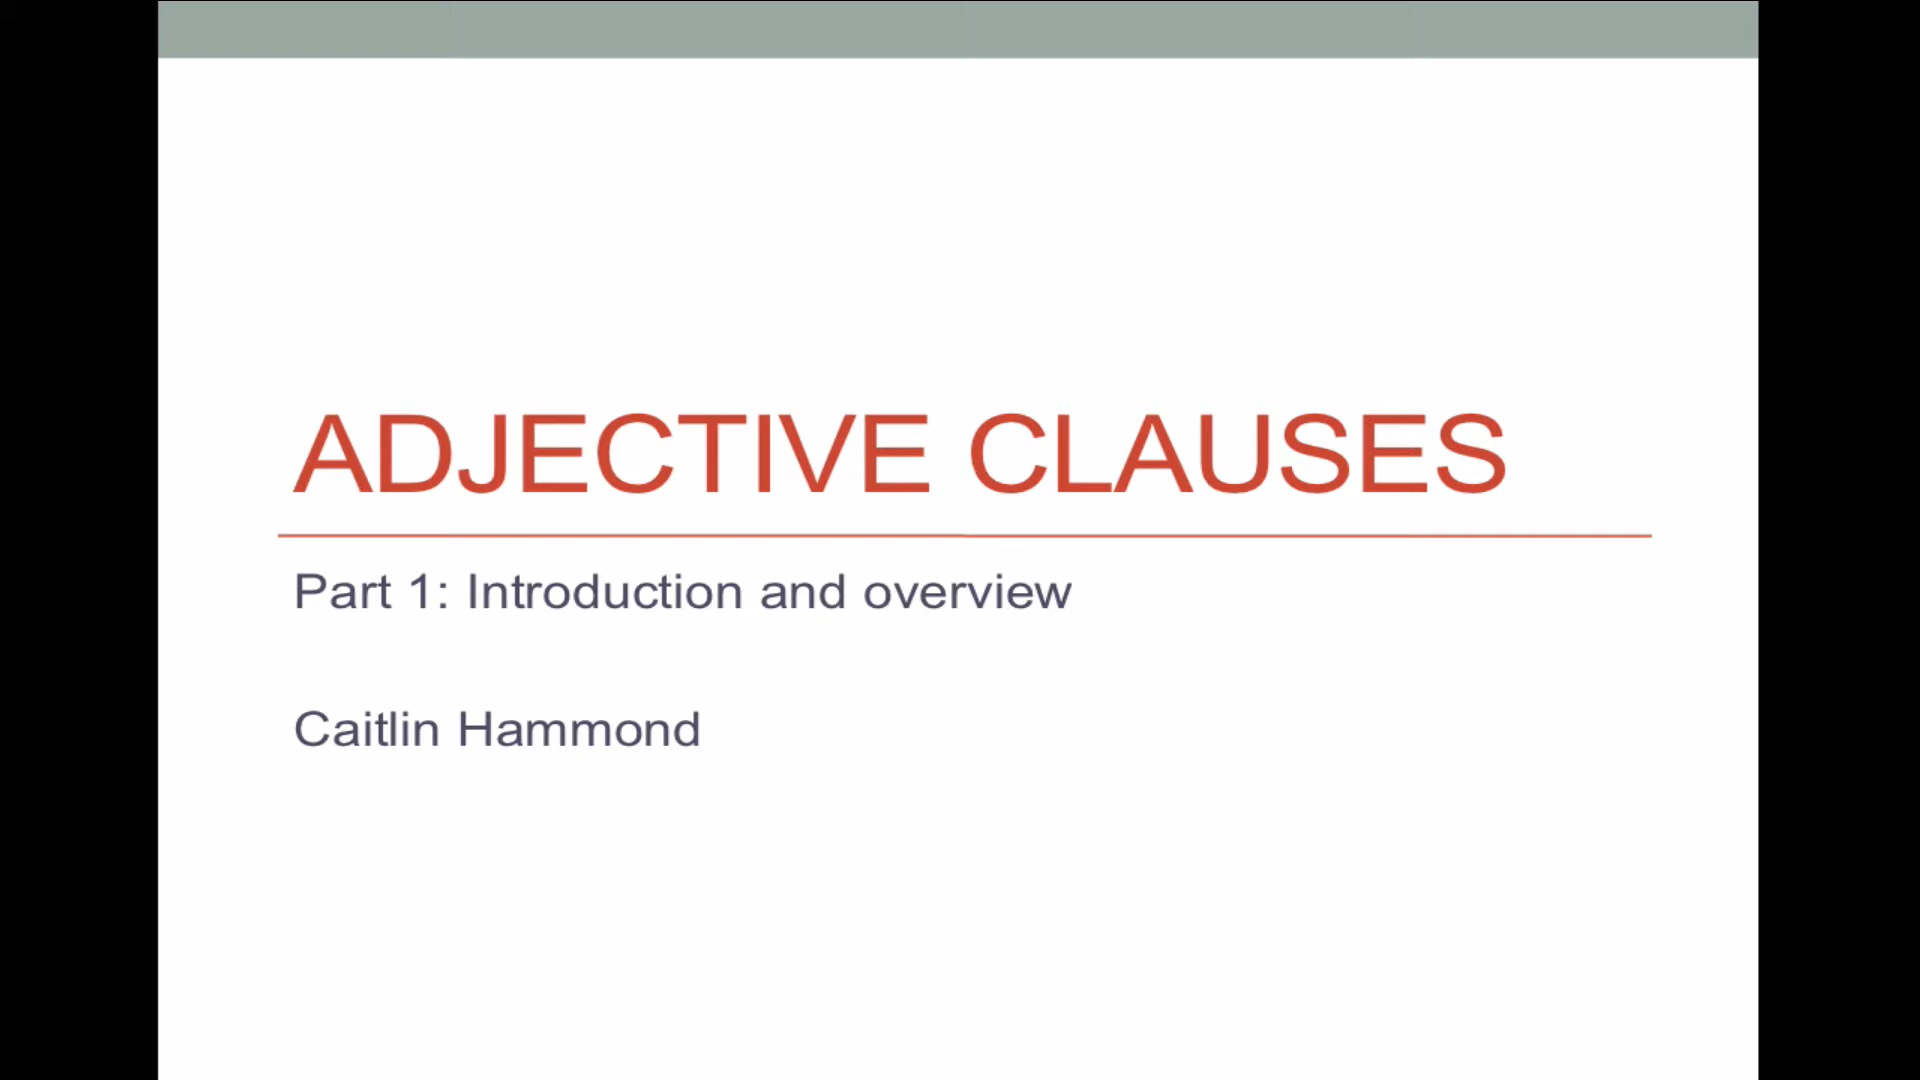 ADJECTIVE CLAUSES
Part 1: Introduction and overview
Caitlin Hammond